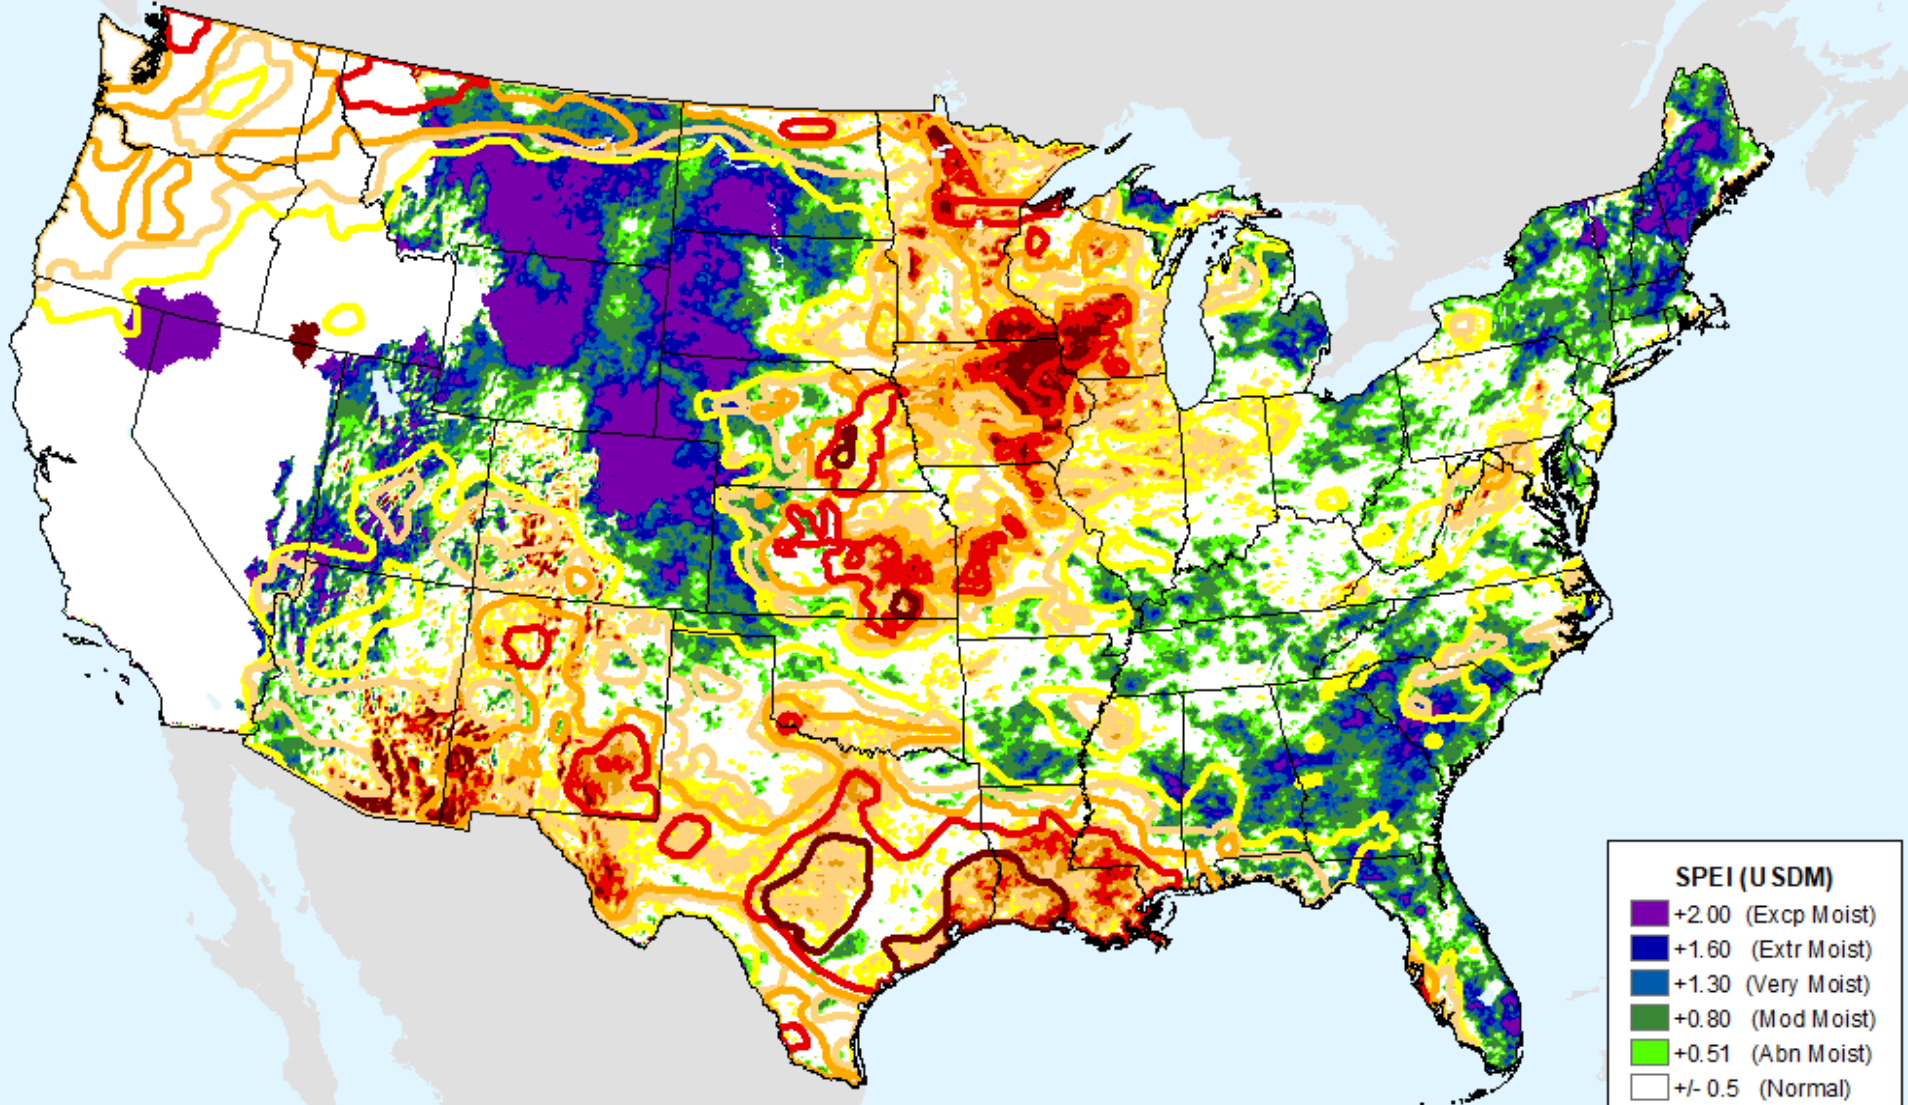 SPEI (USDM)
+2.00 (Excp Moist)
+1.60 (Extr Moist)
+1.30 (Very Moist)
+0.80 (Mod Moist)
+0.51 (Abn Moist)
+/- 0.5 (Normal)